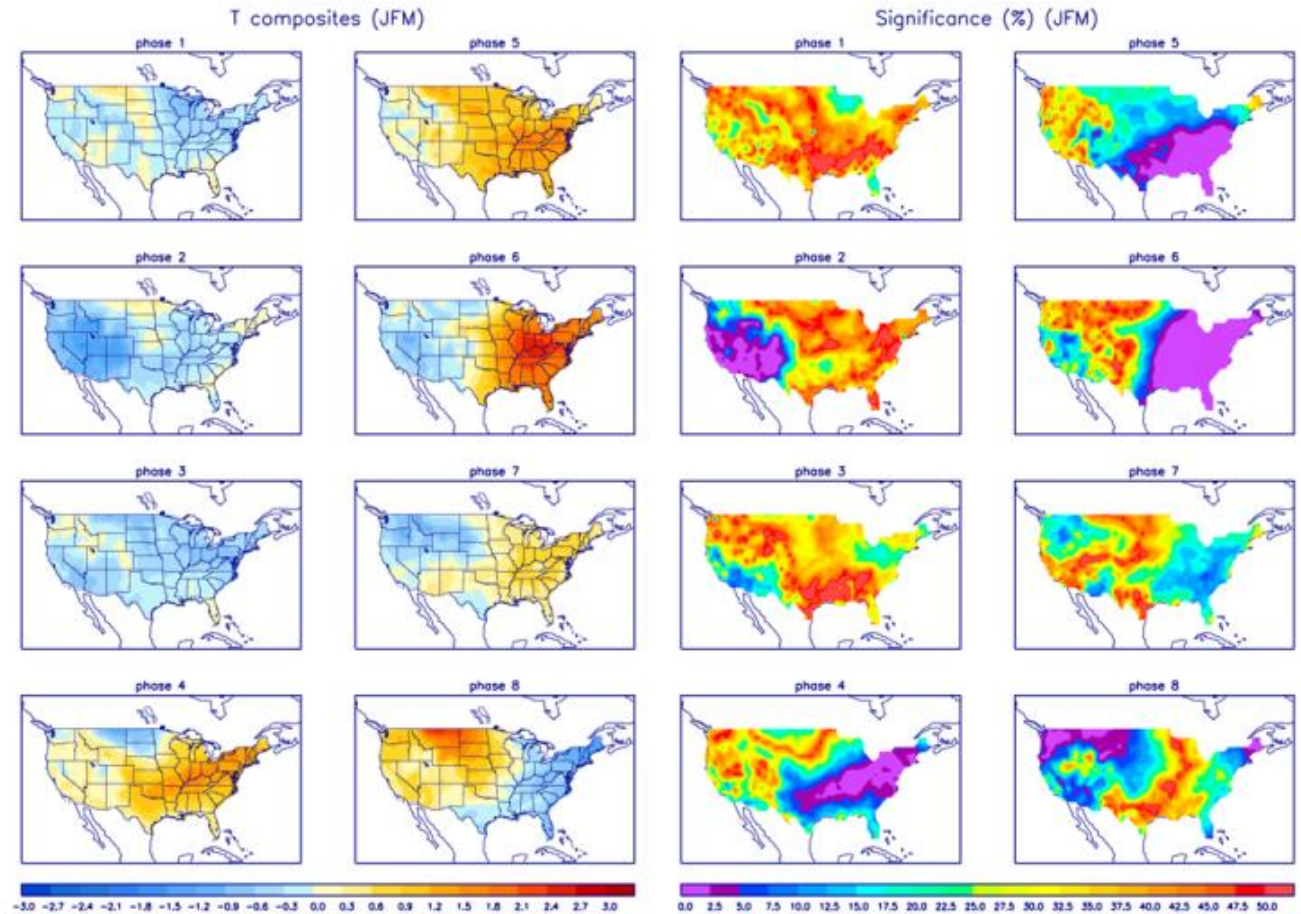 T composites (JFM) Significance (%) (JFM)
phase 1 phase 5 phase 1 phase 5
phase 2 phase 6 phase 2 phase 6
phase 3 phase 7 phase 3 phase 7
phase 4 phase 8 phase 4 phase 8
-3.0 -2.7 -2.4 -2.1 -1.8 -1.5 -1.2 -0.9 -0.6 -0.3 0.0 0.3 0.6 0.9 1.2 1.5 1.8 2.1 2.4 2.7 3.0 0.0 2.5 5.0 7.5 10.0 12.5 15.0 17.5 20.0 22.5 25.0 27.5 30.0 32.5 35.0 37.5 40.0 42.5 45.0 47.5 50.0